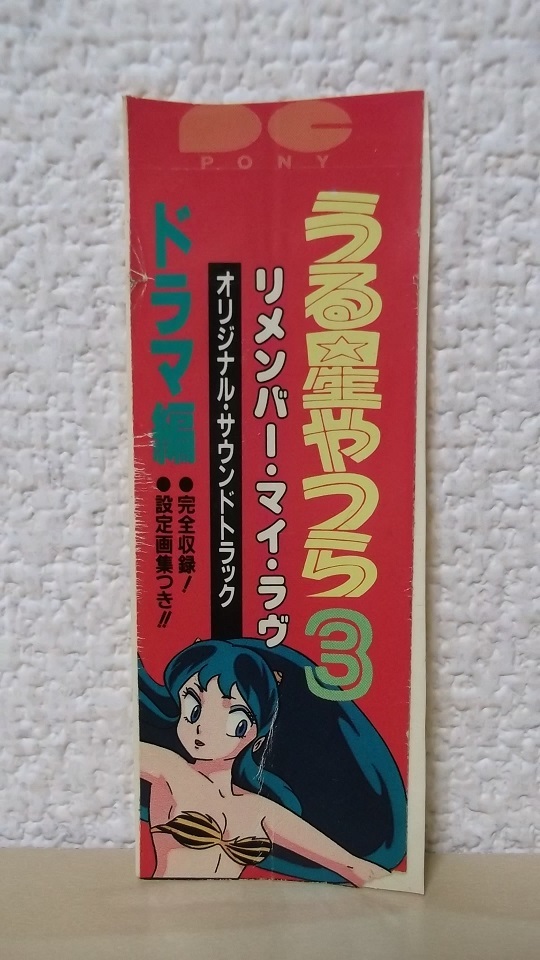 PC
PONY
うる星やつら3
リメンバー・マイ・ラヴ
オリジナル・サウンドトラック
ドラマ編
●完全収録!
●設定画集つき!!